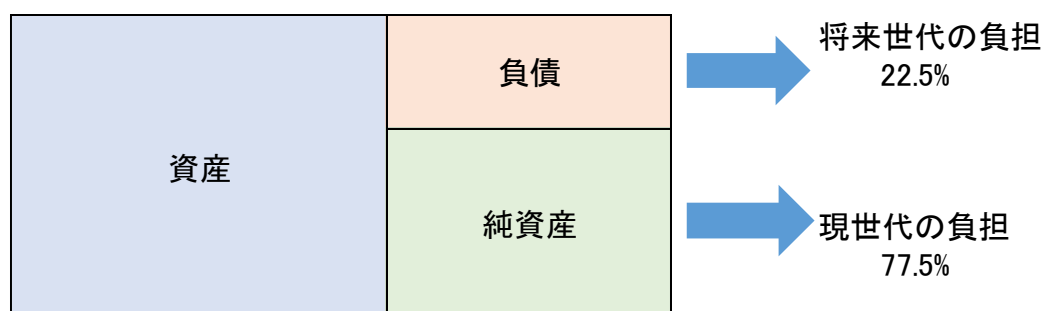 資産
負債
純資産
将来世代の負担
22.5%
現世代の負担
77.5%